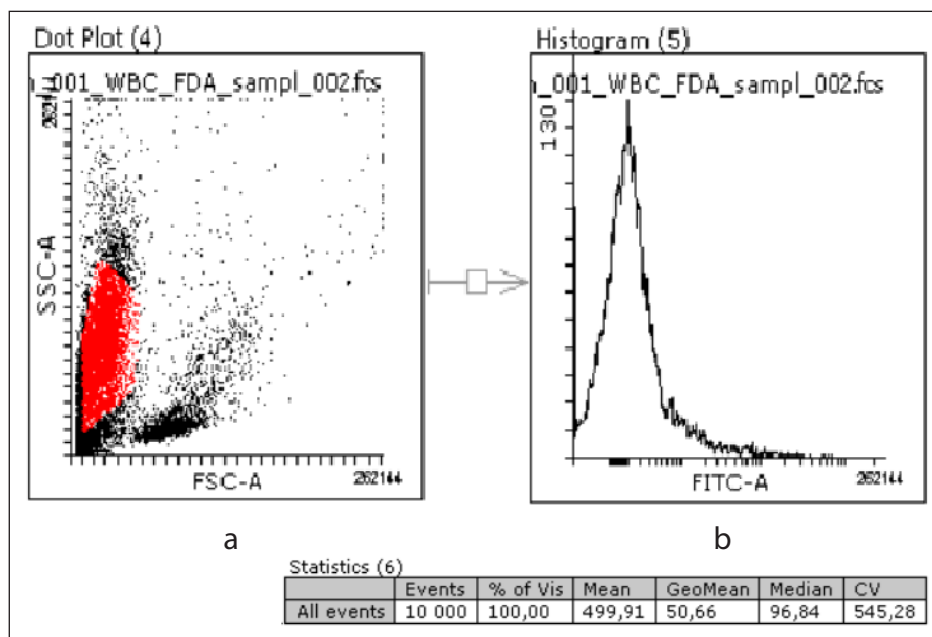 Dot Plot (4)
_001_WBC_FDA_sampl_002.fcs
SSC-A
FSC-A
262144
a
Histogram (5)
_001_WBC_FDA_sampl_002.fcs
130
FITC-A
262144
b
Statistics (6)
Events % of Vis Mean GeoMean Median CV
All events 10 000 100,00 499,91 50,66 96,84 545,28